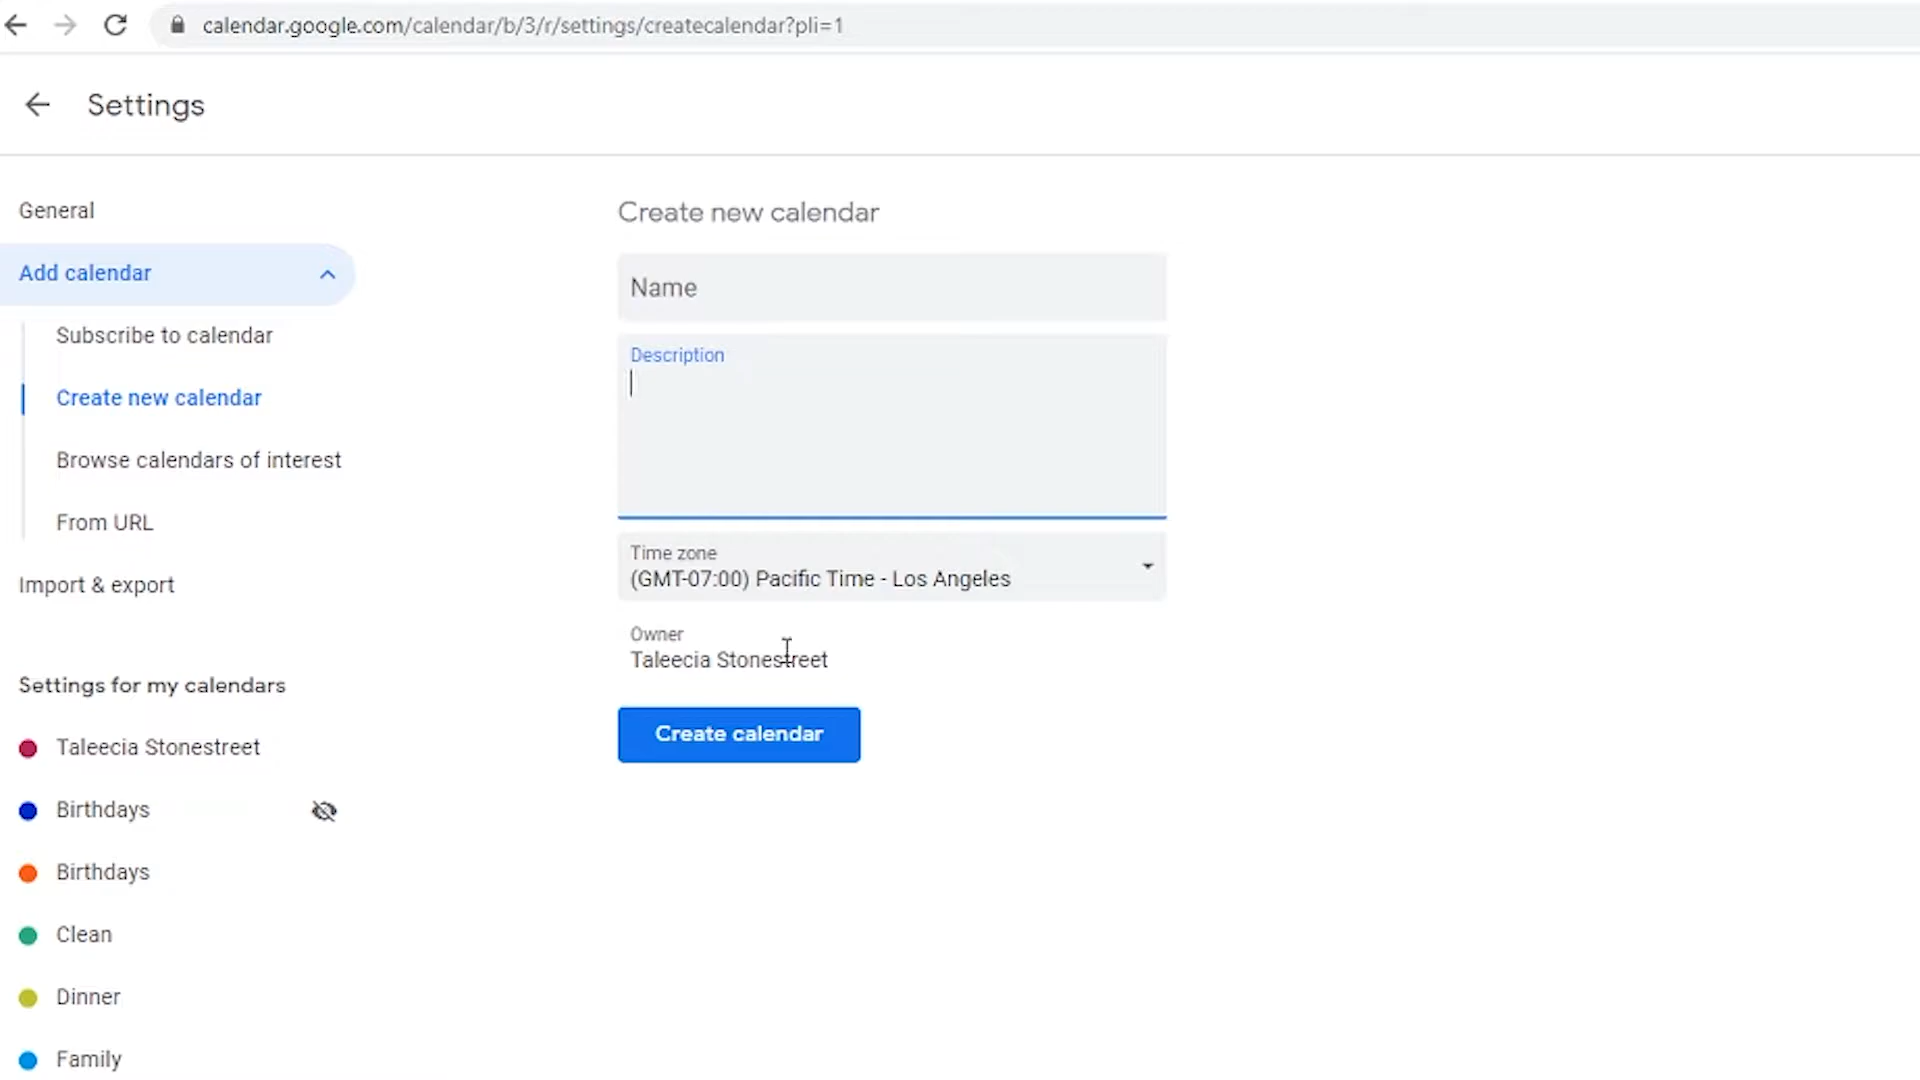 calendar.google.com/calendar/b/3/r/settings/createcalendar?pli=1
Settings
General
Add calendar
Subscribe to calendar
Create new calendar
Browse calendars of interest
From URL
Import & export
Settings for my calendars
Taleecia Stonestreet
Birthdays
Birthdays
Clean
Dinner
Family
Create new calendar
Name
Description
Time zone
(GMT-07:00) Pacific Time - Los Angeles
Owner
Taleecia Stonestreet
Create calendar